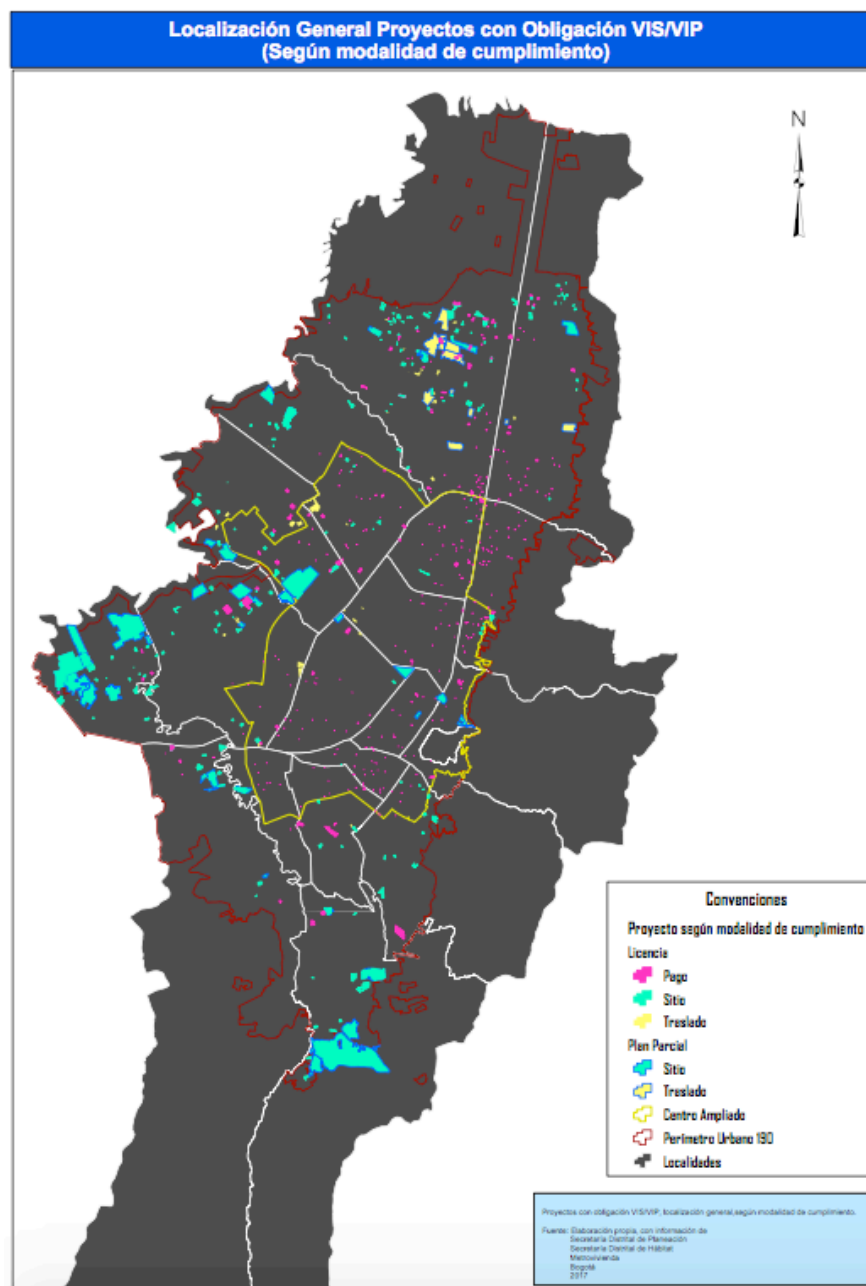 Localización General Proyectos con Obligación VIS/VIP
(Según modalidad de cumplimiento)
N
Convenciones
Proyecto según modalidad de cumplimiento
Licencia
Pago
Sitio
Traslado
Plan Parcial
Sitio
Traslado
Centro Ampliado
Perímetro Urbano 190
Localidades
Proyectos con obligación VIS/VIP, localización general,según modalidad de cumplimiento.
Fuente: Elaboración propia, con información de
Secretaría Distrital de Planeación
Secretaría Distrital de Hábitat
Metrovivienda
Bogotá
2017